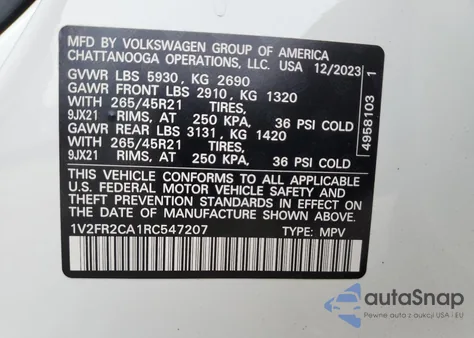 MFD. BY VOLKSWAGEN GROUP OF AMERICA
CHATTANOOGA OPERATIONS, LLC. USA 12/2023
GVWR LBS 5930, KG 2690
GAWR FRONT LBS 2910, KG 1320
WITH 265/45R21 TIRES,
9JX21 RIMS, AT 250 KPA, 36 PSI COLD
GAWR REAR LBS 3131, KG 1420
WITH 265/45R21 TIRES,
9JX21 RIMS, AT 250 KPA, 36 PSI COLD
THIS VEHICLE CONFORMS TO ALL APPLICABLE
U.S. FEDERAL MOTOR VEHICLE SAFETY AND
THEFT PREVENTION STANDARDS IN EFFECT ON
THE DATE OF MANUFACTURE SHOWN ABOVE.
1V2FR2CA1RC547207 TYPE: MPV
4958103 1
autoSnap
Pewne auto z aukcji USA i EU